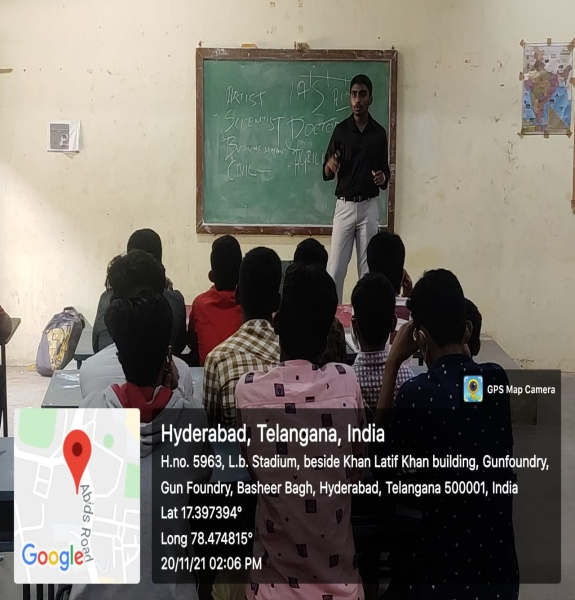 ARTIST
SCIENTIST
BUSINESSMAN
CIVIL
IAS
DOCTOR
GPS Map Camera
Hyderabad, Telangana, India
H.no. 5963, L.b. Stadium, beside Khan Latif Khan building, Gunfoundry,
Gun Foundry, Basheer Bagh, Hyderabad, Telangana 500001, India
Lat 17.397394°
Long 78.474815°
20/11/21 02:06 PM
Abids Road
Google